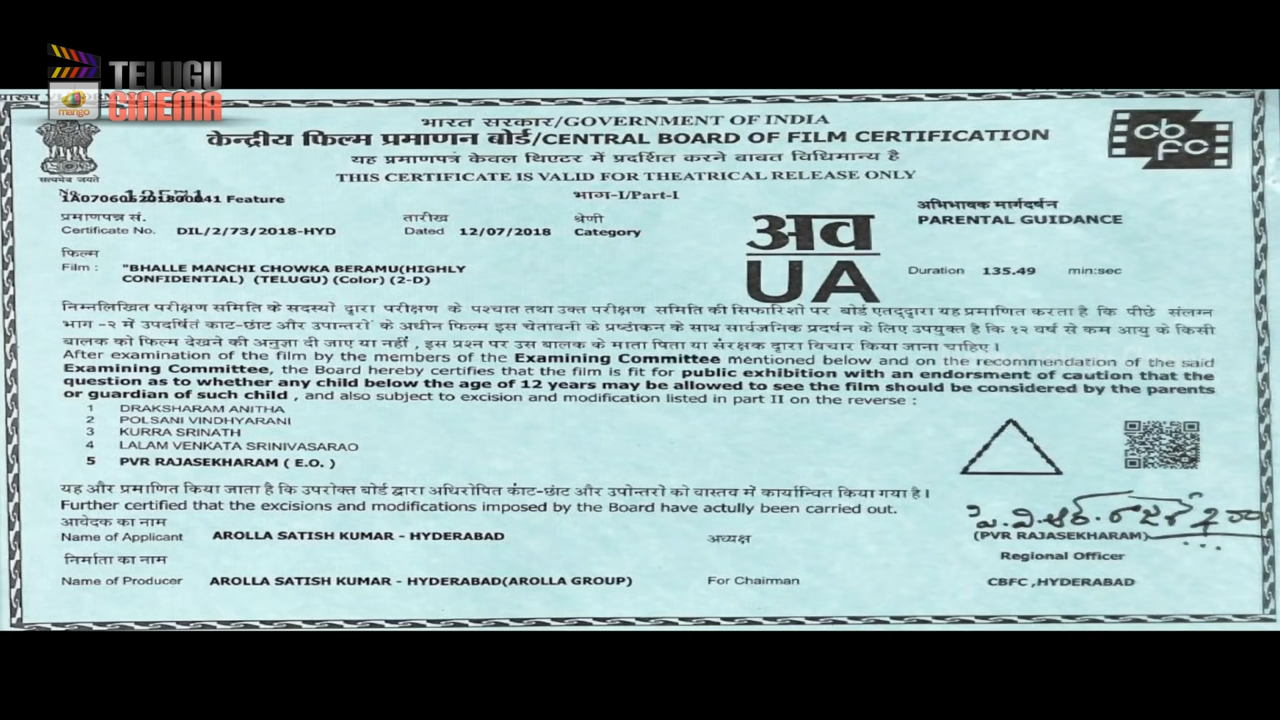 TELUGU
CINEMA
mango
भारत सरकार/GOVERNMENT OF INDIA
केन्द्रीय फिल्म प्रमाणन बोर्ड/CENTRAL BOARD OF FILM CERTIFICATION
यह प्रमाणपत्रं केवल थिएटर में प्रदर्शित करने बाबत विधिमान्य है
THIS CERTIFICATE IS VALID FOR THEATRICAL RELEASE ONLY
cb
fc
सत्यमेव जयते
No. 12571
Feature भाग-I/Part-I
अभिभावक मार्गदर्शन
PARENTAL GUIDANCE
प्रमाणपत्र सं. तारीख श्रेणी
Certificate No. DIL/2/73/2018-HYD Dated 12/07/2018 Category
अव
UA
फिल्म
Film : "BHALLE MANCHI CHOWKA BERAMU(HIGHLY
CONFIDENTIAL) (TELUGU) (Color) (2-D)
Duration 135.49 min:sec
निम्नलिखित परीक्षण समिति के सदस्यों द्वारा परीक्षण के पश्चात तथा उक्त परीक्षण समिति की सिफारिशों पर बोर्ड एतद्द्वारा यह प्रमाणित करता है कि पीछे संलग्न
भाग -२ में उपदर्षित काट-छांट और उपान्तरों के अधीन फिल्म इस चेतावनी के प्रष्ठांकन के साथ सार्वजनिक प्रदर्षन के लिए उपयुक्त है कि १२ वर्ष से कम आयु के किसी
बालक को फिल्म देखने की अनुज्ञा दी जाए या नहीं , इस प्रश्न पर उस बालक के माता पिता या संरक्षक द्वारा विचार किया जाना चाहिए ।
After examination of the film by the members of the Examining Committee mentioned below and on the recommendation of the said
Examining Committee, the Board hereby certifies that the film is fit for public exhibition with an endorsment of caution that the
question as to whether any child below the age of 12 years may be allowed to see the film should be considered by the parents
or guardian of such child , and also subject to excision and modification listed in part II on the reverse :
1 DRAKSHARAM ANITHA
2 POLSANI VINDHYARANI
3 KURRA SRINATH
4 LALAM VENKATA SRINIVASARAO
5 PVR RAJASEKHARAM ( E.O. )
यह और प्रमाणित किया जाता है कि उपरोक्त बोर्ड द्वारा अधिरोपित कांट-छांट और उपोन्तरों को वास्तव में कार्यान्वित किया गया है।
Further certified that the excisions and modifications imposed by the Board have actully been carried out.
आवेदक का नाम
Name of Applicant AROLLA SATISH KUMAR - HYDERABAD
अध्यक्ष
(PVR RAJASEKHARAM)
Regional Officer
निर्माता का नाम
Name of Producer AROLLA SATISH KUMAR - HYDERABAD(AROLLA GROUP) For Chairman CBFC ,HYDERABAD